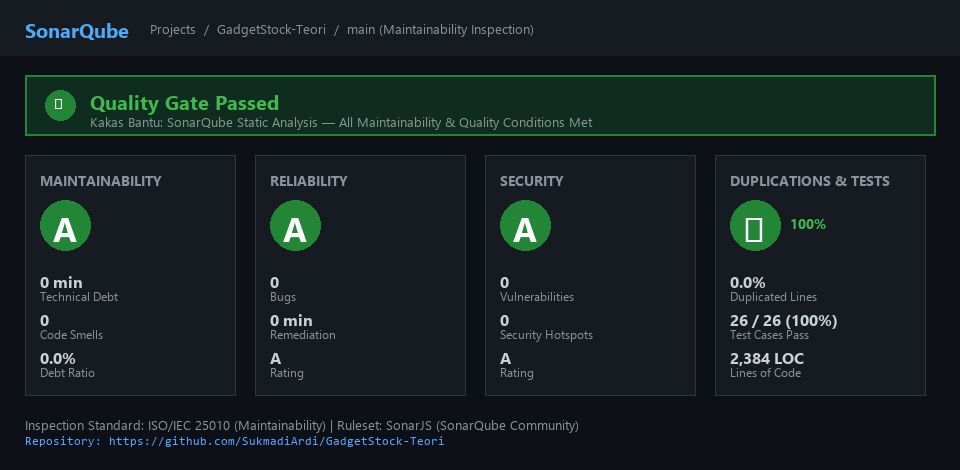 SonarQube
Projects / GadgetStock-Teori / main (Maintainability Inspection)
Quality Gate Passed
Kakas Bantu: SonarQube Static Analysis — All Maintainability & Quality Conditions Met
MAINTAINABILITY
A
0 min
Technical Debt
0
Code Smells
0.0%
Debt Ratio
RELIABILITY
A
0
Bugs
0 min
Remediation
A
Rating
SECURITY
A
0
Vulnerabilities
0
Security Hotspots
A
Rating
DUPLICATIONS & TESTS
100%
0.0%
Duplicated Lines
26 / 26 (100%)
Test Cases Pass
2,384 LOC
Lines of Code
Inspection Standard: ISO/IEC 25010 (Maintainability) | Ruleset: SonarJS (SonarQube Community)
Repository: https://github.com/SukmadiArdi/GadgetStock-Teori